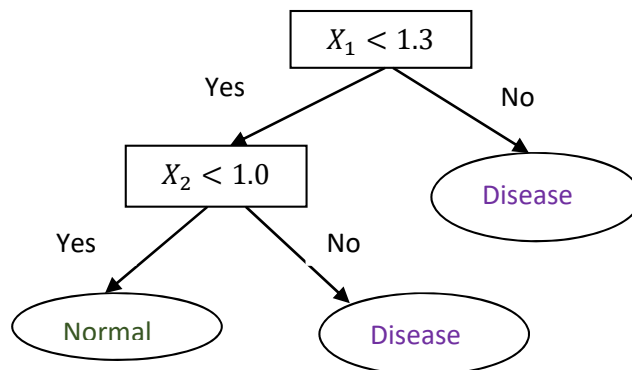 X₁ < 1.3
Yes
No
X₂ < 1.0
Disease
Yes
No
Normal
Disease